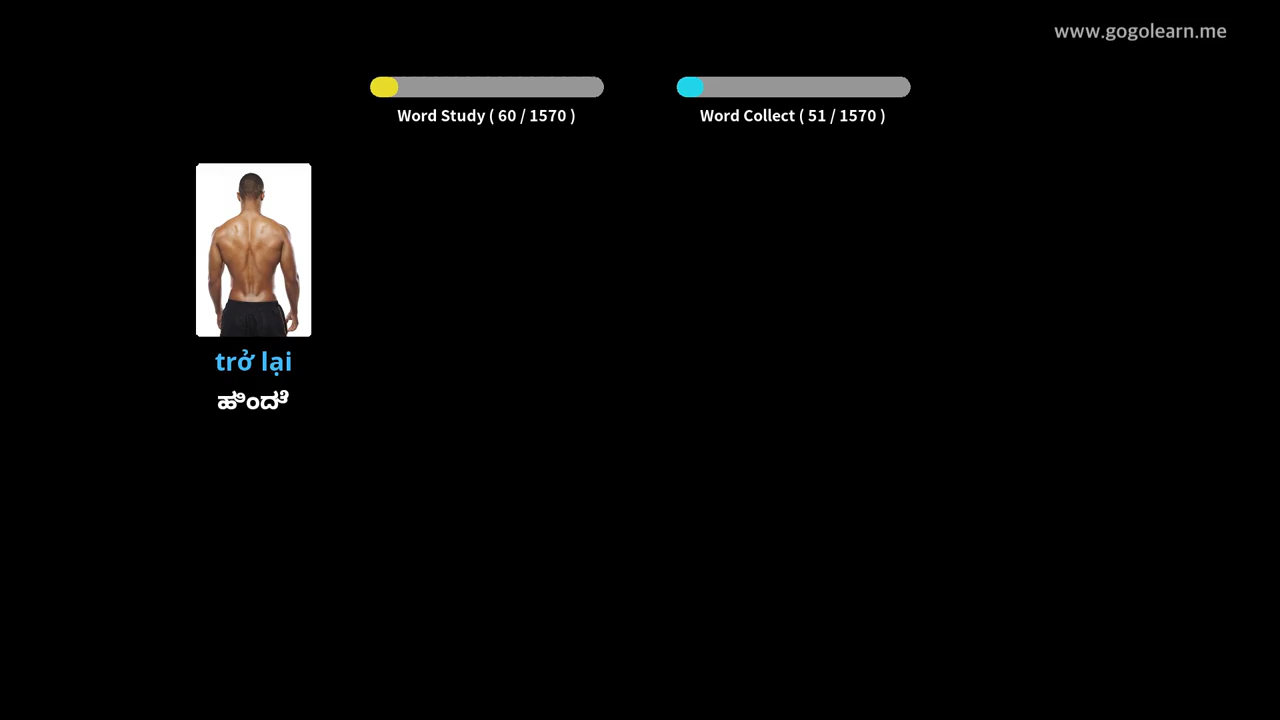 www.gogolearn.me
Word Study ( 60 / 1570 )
Word Collect ( 51 / 1570 )
trở lại
ಹಿಂದೆ